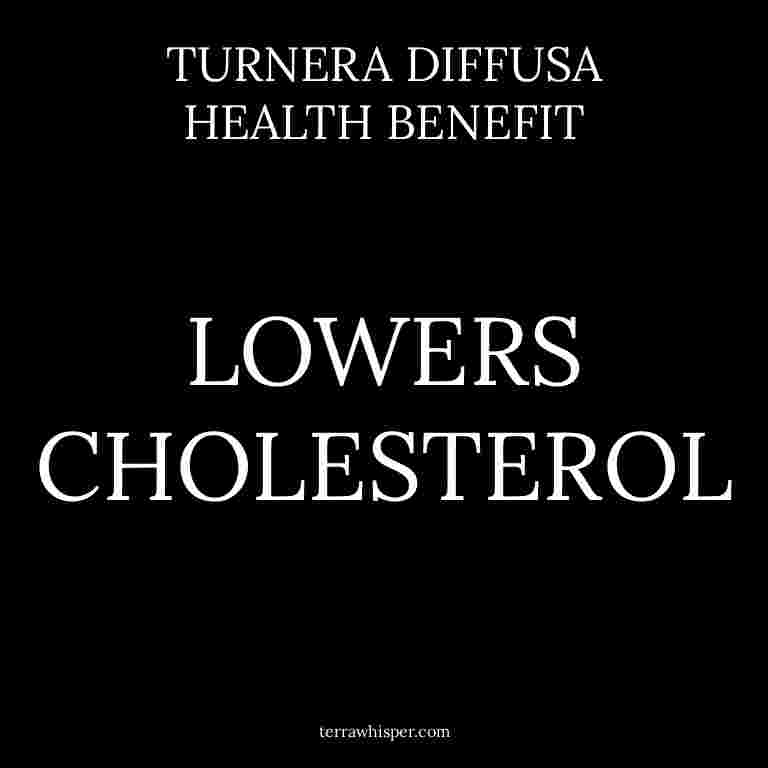 TURNERA DIFFUSA
HEALTH BENEFIT
LOWERS
CHOLESTEROL
terrawhisper.com